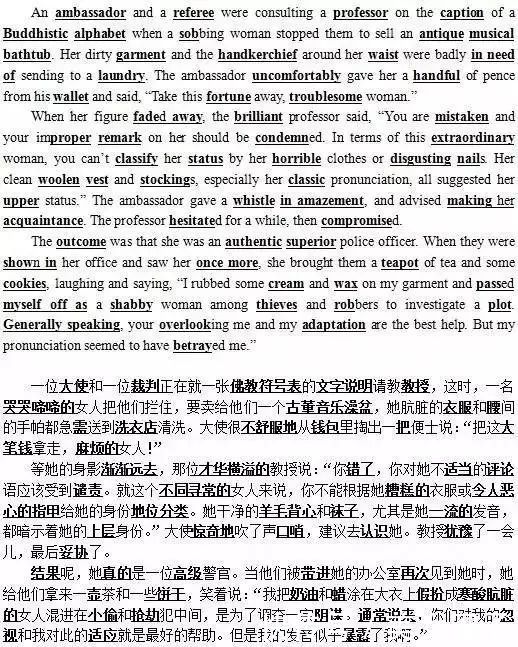 An ambassador and a referee were consulting a professor on the caption of a
Buddhistic alphabet when a sobbing woman stopped them to sell an antique musical
bathtub. Her dirty garment and the handkerchief around her waist were badly in need
of sending to a laundry. The ambassador uncomfortably gave her a handful of pence
from his wallet and said, “Take this fortune away, troublesome woman.”
When her figure faded away, the brilliant professor said, “You are mistaken and
your improper remark on her should be condemned. In terms of this extraordinary
woman, you can’t classify her status by her horrible clothes or disgusting nails. Her
clean woolen vest and stockings, especially her classic pronunciation, all suggested her
upper status.” The ambassador gave a whistle in amazement, and advised making her
acquaintance. The professor hesitated for a while, then compromised.
The outcome was that she was an authentic superior police officer. When they were
shown in her office and saw her once more, she brought them a teapot of tea and some
cookies, laughing and saying, “I rubbed some cream and wax on my garment and passed
myself off as a shabby woman among thieves and robbers to investigate a plot.
Generally speaking, your overlooking me and my adaptation are the best help. But my
pronunciation seemed to have betrayed me.”
一位大使和一位裁判正在就一张佛教符号表的文字说明请教教授，这时，一名
哭哭啼啼的女人把他们拦住，要卖给他们一个古董音乐澡盆，她肮脏的衣服和腰间
的手帕都急需送到洗衣店清洗。大使很不舒服地从钱包里掏出一把便士说：“把这大
笔钱拿走，麻烦的女人！”
等她的身影渐渐远去，那位才华横溢的教授说：“你错了，你对她不适当的评论
语应该受到谴责。就这个不同寻常的女人来说，你不能根据她糟糕的衣服或令人恶
心的指甲给她的身份地位分类。她干净的羊毛背心和袜子，尤其是她一流的发音，
都暗示着她的上层身份。”大使惊奇地吹了声口哨，建议去认识她。教授犹豫了一会
儿，最后妥协了。
结果呢，她真的是一位高级警官。当他们被带进她的办公室再次见到她时，她
给他们拿来一壶茶和一些饼干，笑着说：“我把奶油和蜡涂在大衣上假扮成寒酸肮脏
的女人混进在小偷和抢劫犯中间，是为了调查一宗阴谋。通常说来，你们对我的忽
视和我对此的适应就是最好的帮助。但是我的发音似乎暴露了我啊。”